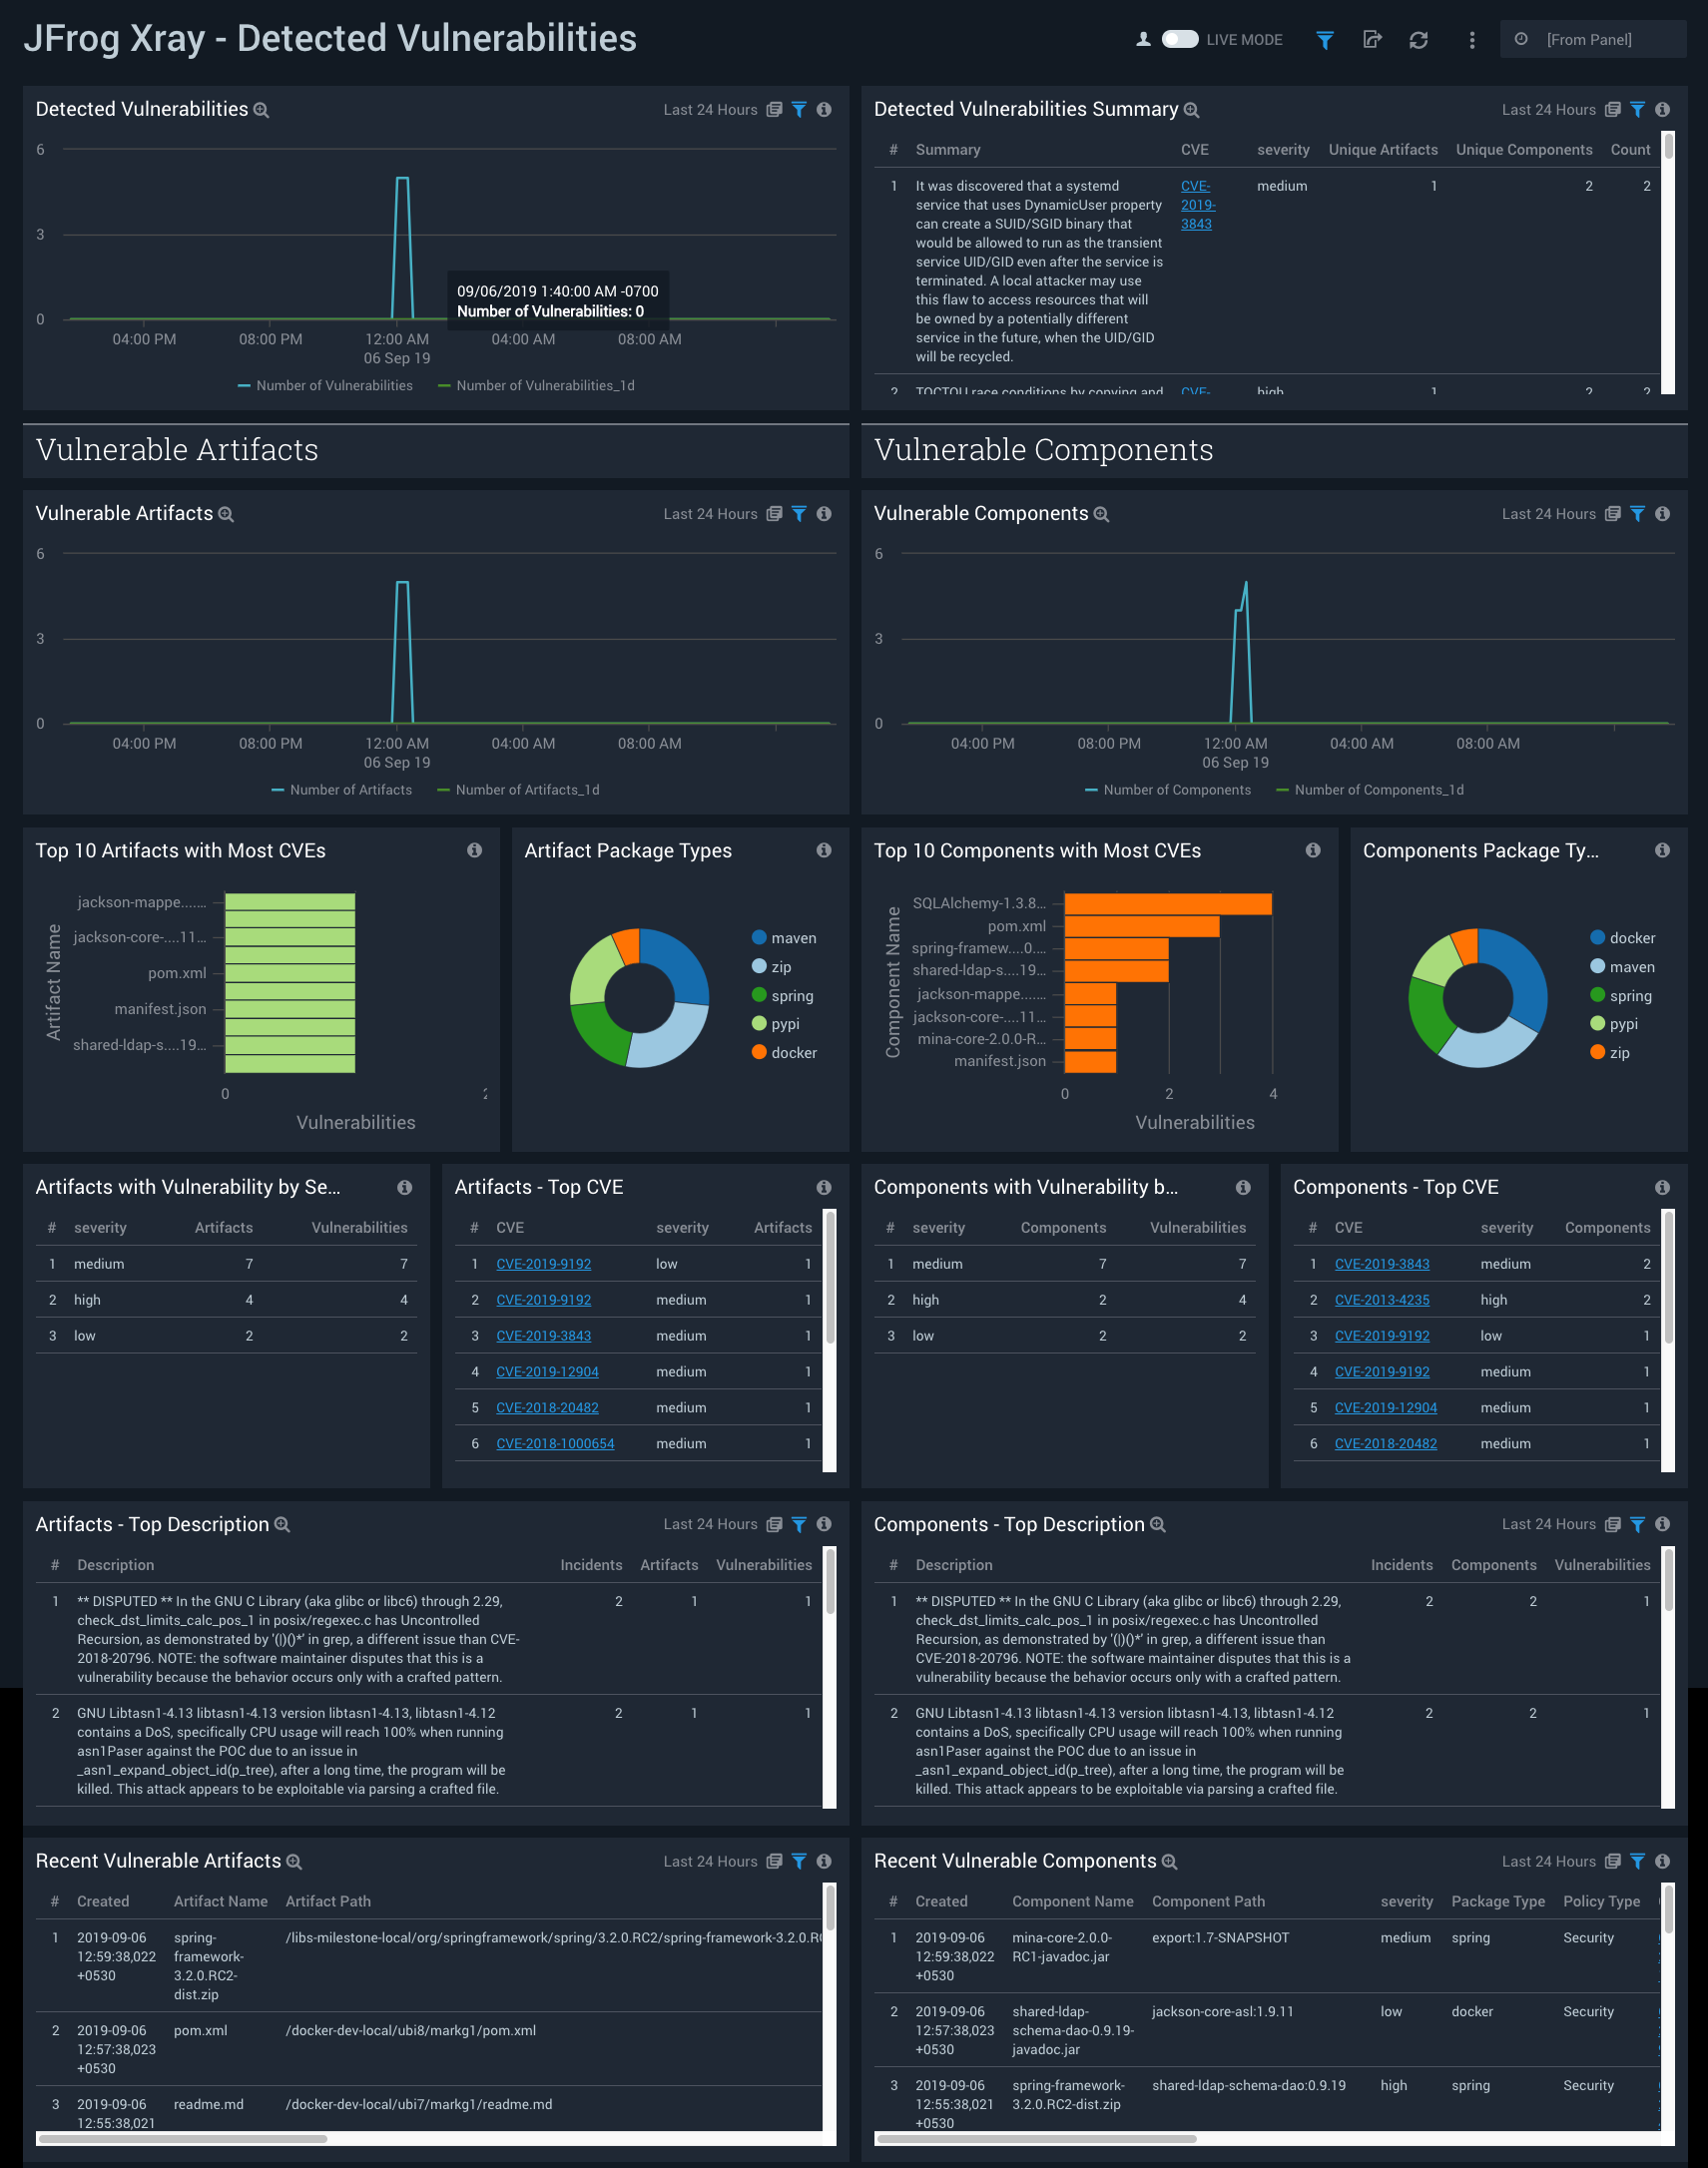 JFrog Xray - Detected Vulnerabilities
LIVE MODE
[From Panel]
Detected Vulnerabilities
Last 24 Hours
6
3
0
09/06/2019 1:40:00 AM -0700
Number of Vulnerabilities: 0
04:00 PM 08:00 PM 12:00 AM 04:00 AM 08:00 AM
06 Sep 19
Number of Vulnerabilities Number of Vulnerabilities_1d
Detected Vulnerabilities Summary
Last 24 Hours
# Summary CVE severity Unique Artifacts Unique Components Count
1 It was discovered that a systemd CVE- medium 1 2 2
service that uses DynamicUser property 2019-
can create a SUID/SGID binary that 3843
would be allowed to run as the transient
service UID/GID even after the service is
terminated. A local attacker may use
this flaw to access resources that will
be owned by a potentially different
service in the future, when the UID/GID
will be recycled.
2 TOCTOU race conditions by copying and CVE- high 1 2 2
Vulnerable Artifacts
Vulnerable Components
Vulnerable Artifacts
Last 24 Hours
6
3
0
04:00 PM 08:00 PM 12:00 AM 04:00 AM 08:00 AM
06 Sep 19
Number of Artifacts Number of Artifacts_1d
Vulnerable Components
Last 24 Hours
6
3
0
04:00 PM 08:00 PM 12:00 AM 04:00 AM 08:00 AM
06 Sep 19
Number of Components Number of Components_1d
Top 10 Artifacts with Most CVEs
Artifact Name
jackson-mappe.......
jackson-core-....11...
pom.xml
manifest.json
shared-ldap-s....19...
0
Vulnerabilities
Artifact Package Types
maven
zip
spring
pypi
docker
Top 10 Components with Most CVEs
Component Name
SQLAlchemy-1.3.8...
pom.xml
spring-framew....0....
shared-ldap-s....19...
jackson-mappe.......
jackson-core-....11...
mina-core-2.0.0-R...
manifest.json
0 2 4
Vulnerabilities
Components Package Ty...
docker
maven
spring
pypi
zip
Artifacts with Vulnerability by Se...
# severity Artifacts Vulnerabilities
1 medium 7 7
2 high 4 4
3 low 2 2
Artifacts - Top CVE
# CVE severity Artifacts
1 CVE-2019-9192 low 1
2 CVE-2019-9192 medium 1
3 CVE-2019-3843 medium 1
4 CVE-2019-12904 medium 1
5 CVE-2018-20482 medium 1
6 CVE-2018-1000654 medium 1
Components with Vulnerability b...
# severity Components Vulnerabilities
1 medium 7 7
2 high 2 4
3 low 2 2
Components - Top CVE
# CVE severity Components
1 CVE-2019-3843 medium 2
2 CVE-2013-4235 high 2
3 CVE-2019-9192 low 1
4 CVE-2019-9192 medium 1
5 CVE-2019-12904 medium 1
6 CVE-2018-20482 medium 1
Artifacts - Top Description
Last 24 Hours
# Description Incidents Artifacts Vulnerabilities
1 ** DISPUTED ** In the GNU C Library (aka glibc or libc6) through 2.29, 2 1 1
check_dst_limits_calc_pos_1 in posix/regexec.c has Uncontrolled
Recursion, as demonstrated by '(|)()*' in grep, a different issue than CVE-
2018-20796. NOTE: the software maintainer disputes that this is a
vulnerability because the behavior occurs only with a crafted pattern.
2 GNU Libtasn1-4.13 libtasn1-4.13 version libtasn1-4.13, libtasn1-4.12 2 1 1
contains a DoS, specifically CPU usage will reach 100% when running
asn1Paser against the POC due to an issue in
_asn1_expand_object_id(p_tree), after a long time, the program will be
killed. This attack appears to be exploitable via parsing a crafted file.
Components - Top Description
Last 24 Hours
# Description Incidents Components Vulnerabilities
1 ** DISPUTED ** In the GNU C Library (aka glibc or libc6) through 2.29, 2 2 1
check_dst_limits_calc_pos_1 in posix/regexec.c has Uncontrolled
Recursion, as demonstrated by '(|)()*' in grep, a different issue than
CVE-2018-20796. NOTE: the software maintainer disputes that this is a
vulnerability because the behavior occurs only with a crafted pattern.
2 GNU Libtasn1-4.13 libtasn1-4.13 version libtasn1-4.13, libtasn1-4.12 2 2 1
contains a DoS, specifically CPU usage will reach 100% when running
asn1Paser against the POC due to an issue in
_asn1_expand_object_id(p_tree), after a long time, the program will be
killed. This attack appears to be exploitable via parsing a crafted file.
Recent Vulnerable Artifacts
Last 24 Hours
# Created Artifact Name Artifact Path
1 2019-09-06 spring- /libs-milestone-local/org/springframework/spring/3.2.0.RC2/spring-framework-3.2.0.R
12:59:38,022 framework-
+0530 3.2.0.RC2-
dist.zip
2 2019-09-06 pom.xml /docker-dev-local/ubi8/markg1/pom.xml
12:57:38,023
+0530
3 2019-09-06 readme.md /docker-dev-local/ubi7/markg1/readme.md
12:55:38,021
Recent Vulnerable Components
Last 24 Hours
# Created Component Name Component Path severity Package Type Policy Type
1 2019-09-06 mina-core-2.0.0- export:1.7-SNAPSHOT medium spring Security
12:59:38,022 RC1-javadoc.jar
+0530
2 2019-09-06 shared-ldap- jackson-core-asl:1.9.11 low docker Security
12:57:38,023 schema-dao-0.9.19-
+0530 javadoc.jar
3 2019-09-06 spring-framework- shared-ldap-schema-dao:0.9.19 high spring Security
12:55:38,021 3.2.0.RC2-dist.zip
+0530